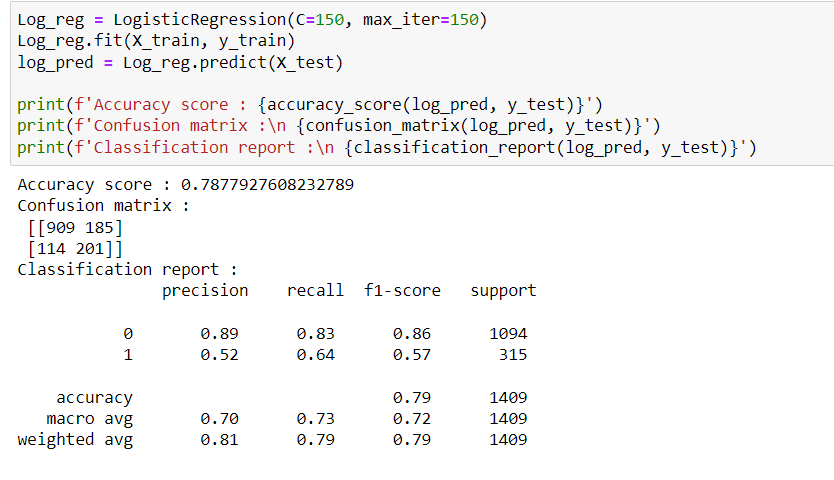 Log_reg = LogisticRegression(C=150, max_iter=150)
Log_reg.fit(X_train, y_train)
log_pred = Log_reg.predict(X_test)
print(f'Accuracy score : {accuracy_score(log_pred, y_test)}')
print(f'Confusion matrix :\n {confusion_matrix(log_pred, y_test)}')
print(f'Classification report :\n {classification_report(log_pred, y_test)}')
Accuracy score : 0.7877927608232789
Confusion matrix :
[[909 185]
[114 201]]
Classification report :
precision recall f1-score support
0 0.89 0.83 0.86 1094
1 0.52 0.64 0.57 315
accuracy 0.79 1409
macro avg 0.70 0.73 0.72 1409
weighted avg 0.81 0.79 0.79 1409